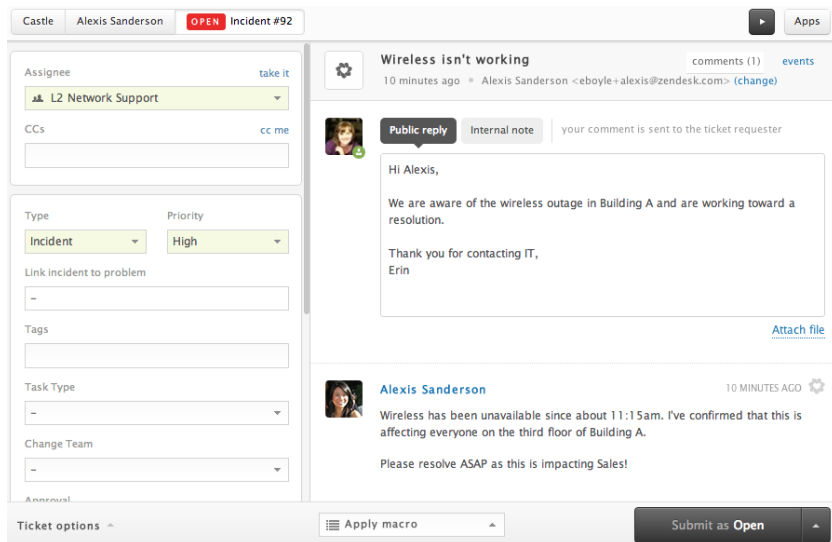 Castle
Alexis Sanderson
OPEN Incident #92
Apps
Assignee
take it
L2 Network Support
CCs
cc me
Type
Priority
Incident
High
Link incident to problem
–
Tags
Task Type
–
Change Team
–
Approval
Ticket options
Wireless isn't working
comments (1)
events
10 minutes ago
Alexis Sanderson <eboyle+alexis@zendesk.com> (change)
Public reply
Internal note
your comment is sent to the ticket requester
Hi Alexis,
We are aware of the wireless outage in Building A and are working toward a
resolution.
Thank you for contacting IT,
Erin
Attach file
Alexis Sanderson
10 MINUTES AGO
Wireless has been unavailable since about 11:15am. I've confirmed that this is
affecting everyone on the third floor of Building A.
Please resolve ASAP as this is impacting Sales!
Apply macro
Submit as Open